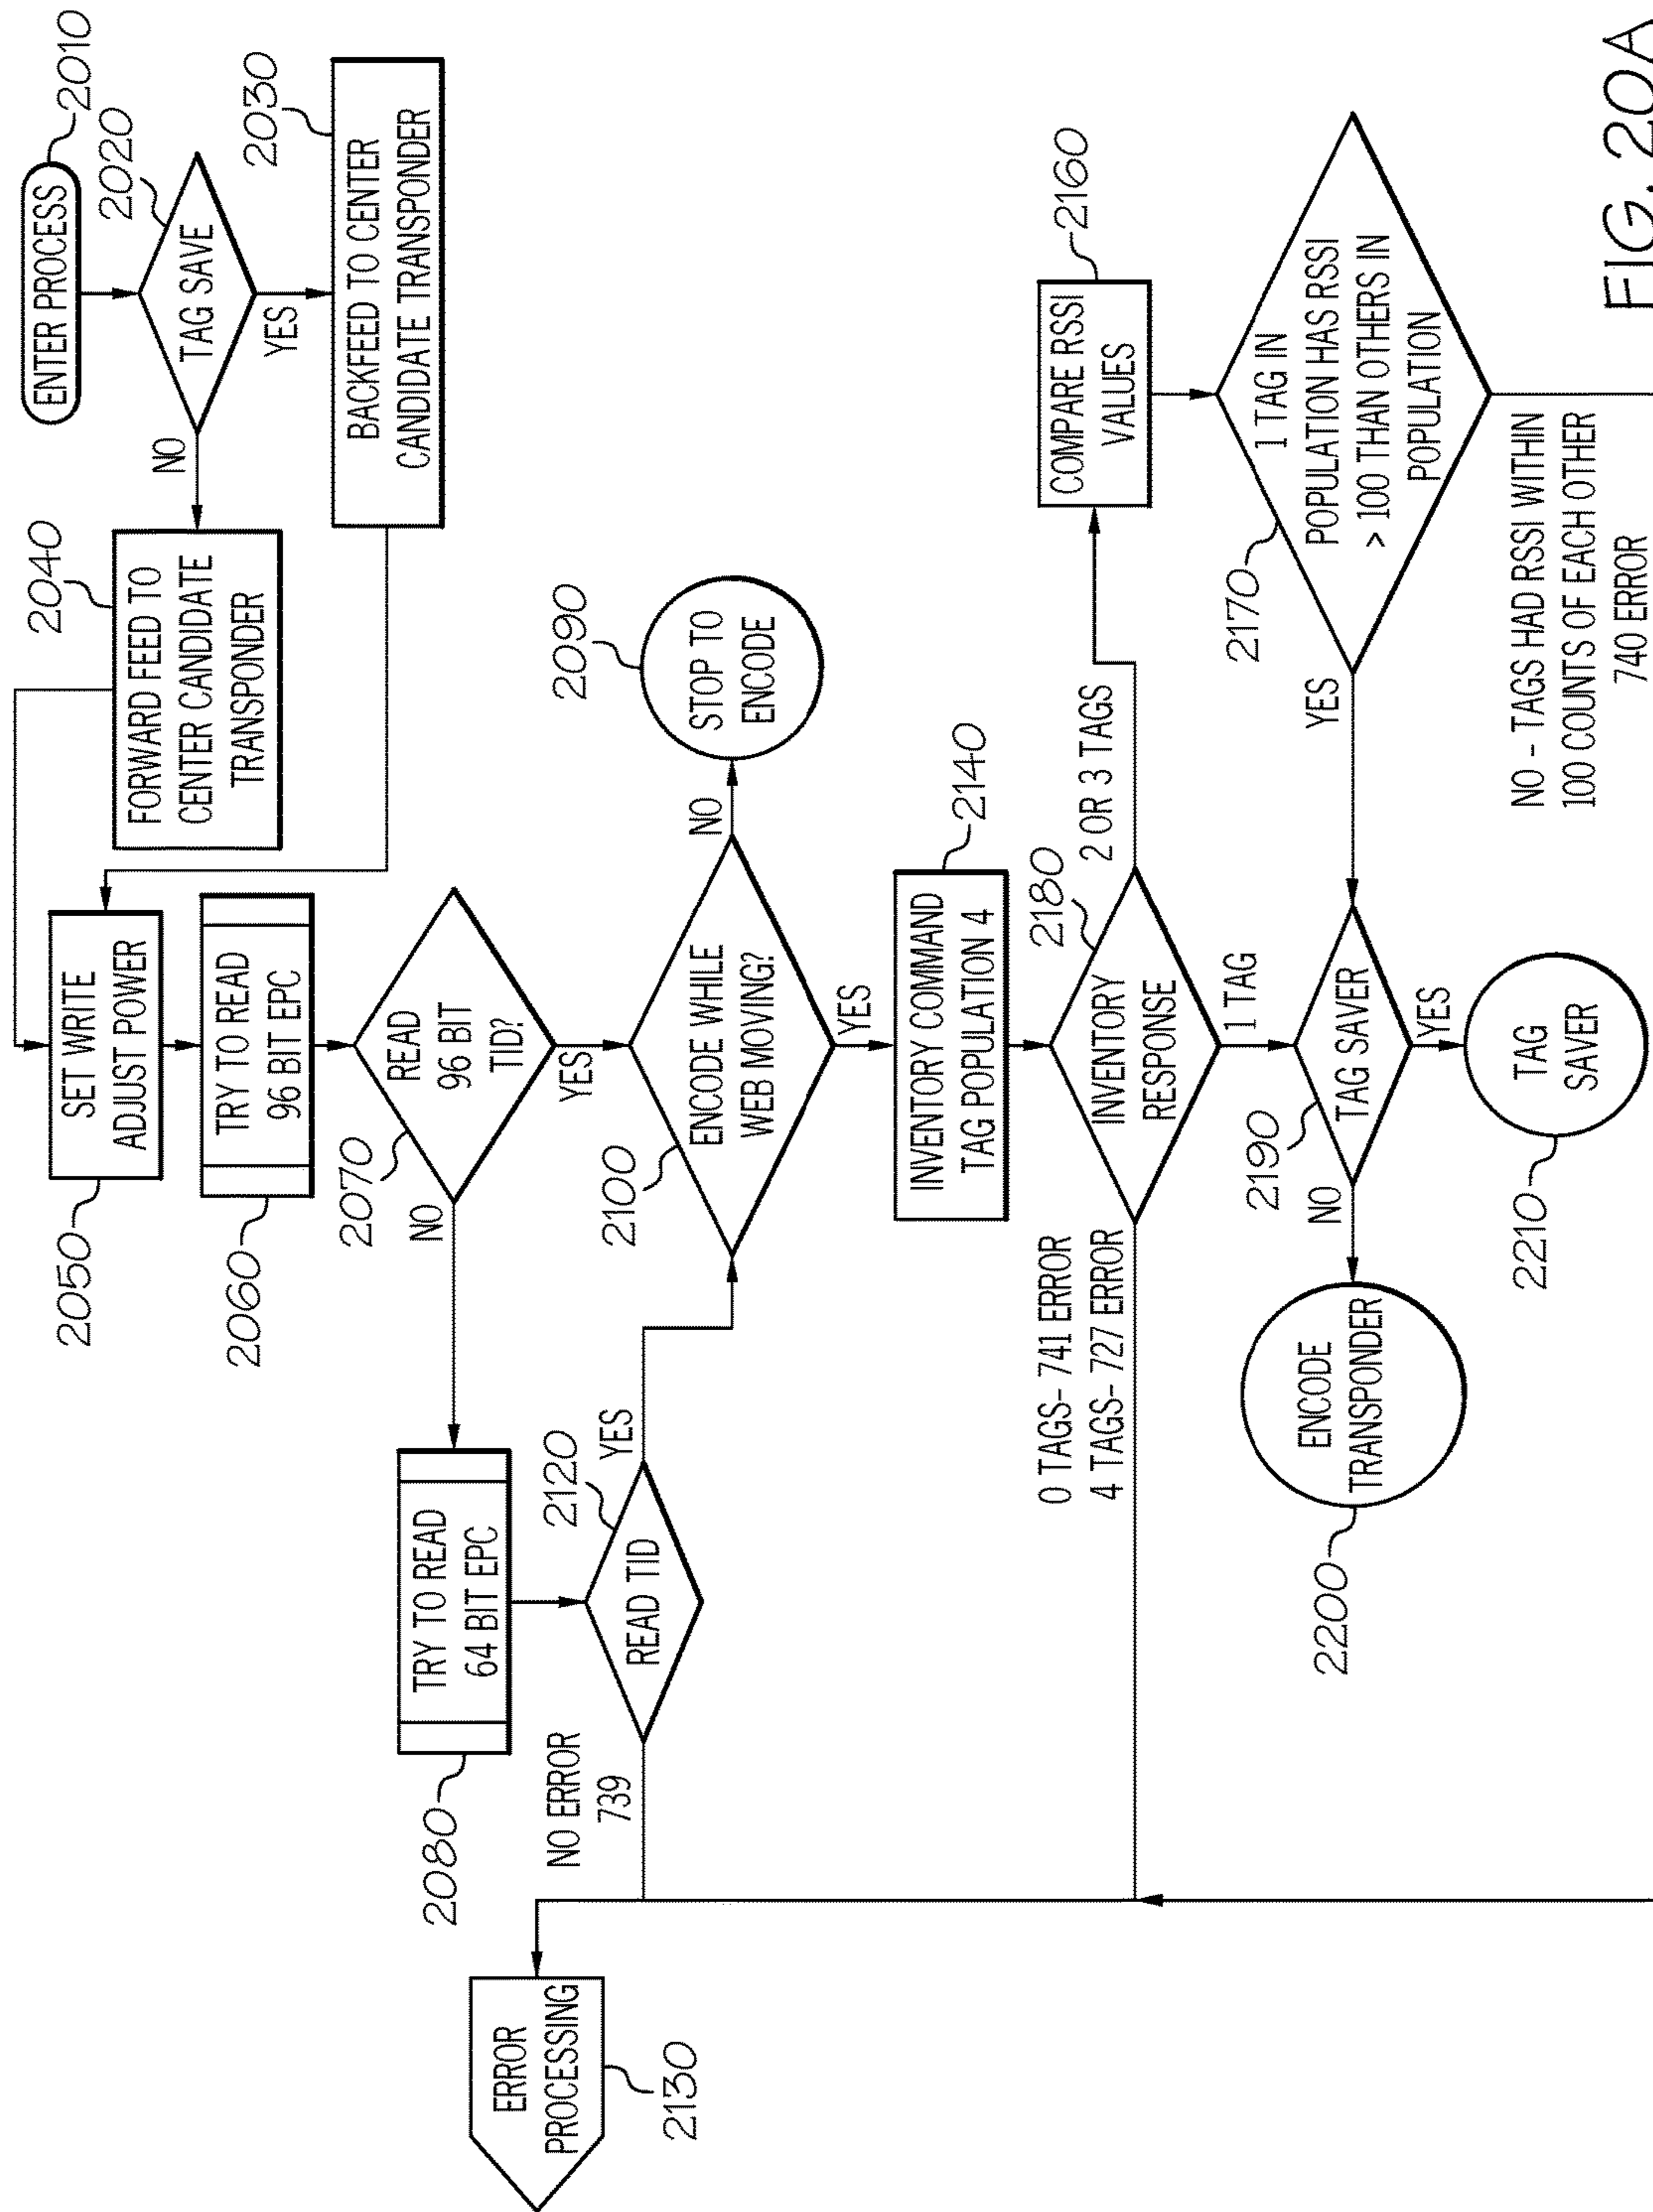 ENTER PROCESS
2010
TAG SAVE
2020
NO
YES
2030
BACKFEED TO CENTER
CANDIDATE TRANSPONDER
2040
FORWARD FEED TO
CENTER CANDIDATE
TRANSPONDER
SET WRITE
ADJUST POWER
2050
TRY TO READ
96 BIT EPC
2060
READ
96 BIT
TID?
2070
NO
YES
TRY TO READ
64 BIT EPC
2080
READ TID
2120
YES
NO ERROR
739
ENCODE WHILE
WEB MOVING?
2100
NO
YES
STOP TO
ENCODE
2090
ERROR
PROCESSING
2130
INVENTORY COMMAND
TAG POPULATION 4
2140
INVENTORY
RESPONSE
2180
2 OR 3 TAGS
1 TAG
0 TAGS- 741 ERROR
4 TAGS- 727 ERROR
COMPARE RSSI
VALUES
2160
1 TAG IN
POPULATION HAS RSSI
> 100 THAN OTHERS IN
POPULATION
2170
YES
NO - TAGS HAD RSSI WITHIN
100 COUNTS OF EACH OTHER
740 ERROR
TAG SAVER
2190
NO
YES
ENCODE
TRANSPONDER
2200
TAG
SAVER
2210
FIG. 20A